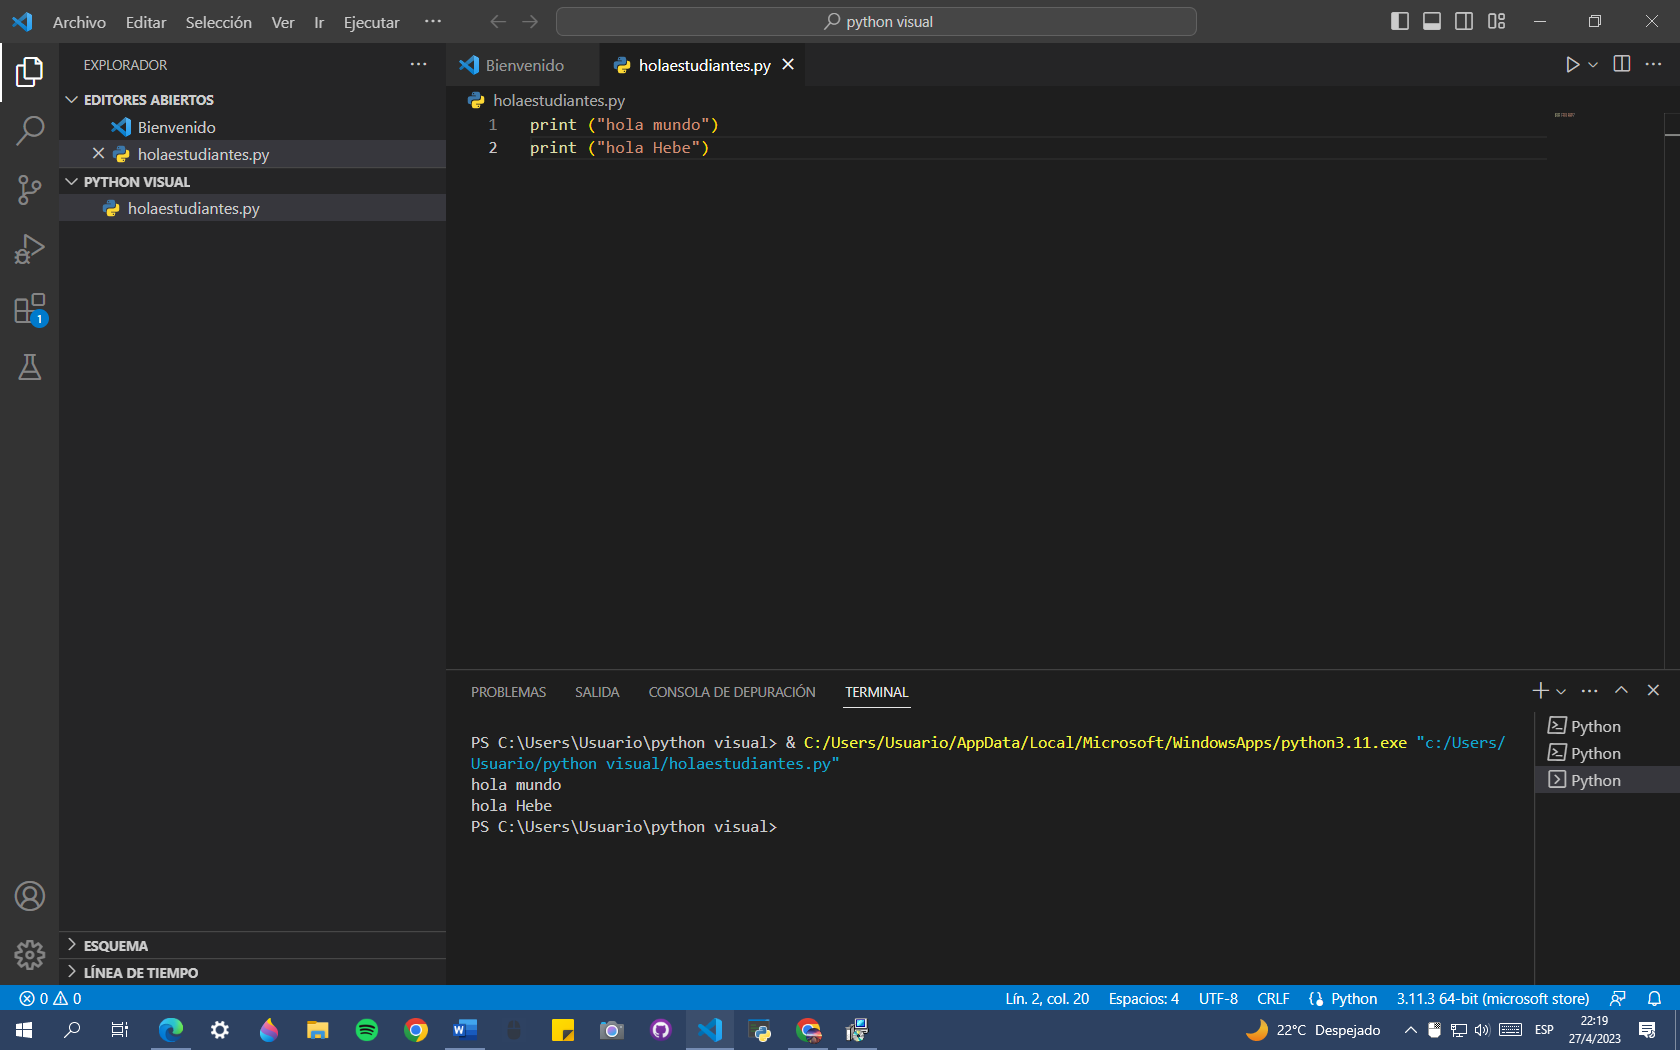 Archivo Editar Selección Ver Ir Ejecutar ··· python visual
EXPLORADOR ···
EDITORES ABIERTOS
Bienvenido
holaestudiantes.py
PYTHON VISUAL
holaestudiantes.py
ESQUEMA
LÍNEA DE TIEMPO
1
Bienvenido holaestudiantes.py
holaestudiantes.py
1 print ("hola mundo")
2 print ("hola Hebe")
PROBLEMAS SALIDA CONSOLA DE DEPURACIÓN TERMINAL
PS C:\Users\Usuario\python visual> & C:/Users/Usuario/AppData/Local/Microsoft/WindowsApps/python3.11.exe "c:/Users/
Usuario/python visual/holaestudiantes.py"
hola mundo
hola Hebe
PS C:\Users\Usuario\python visual>
Python
Python
Python
0 0 Lín. 2, col. 20 Espacios: 4 UTF-8 CRLF Python 3.11.3 64-bit (microsoft store)
22°C Despejado ESP 22:19
27/4/2023